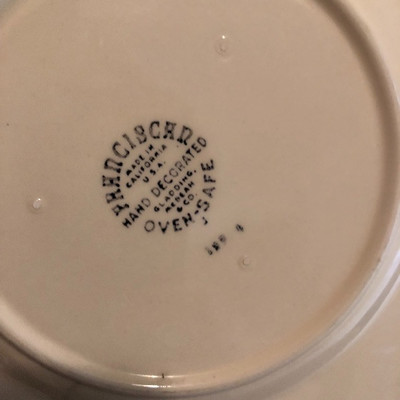 FRANCISCAN
MADE IN
CALIFORNIA
U.S.A.
HAND DECORATED
GLADDING,
McBEAN
& CO.
OVEN-SAFE